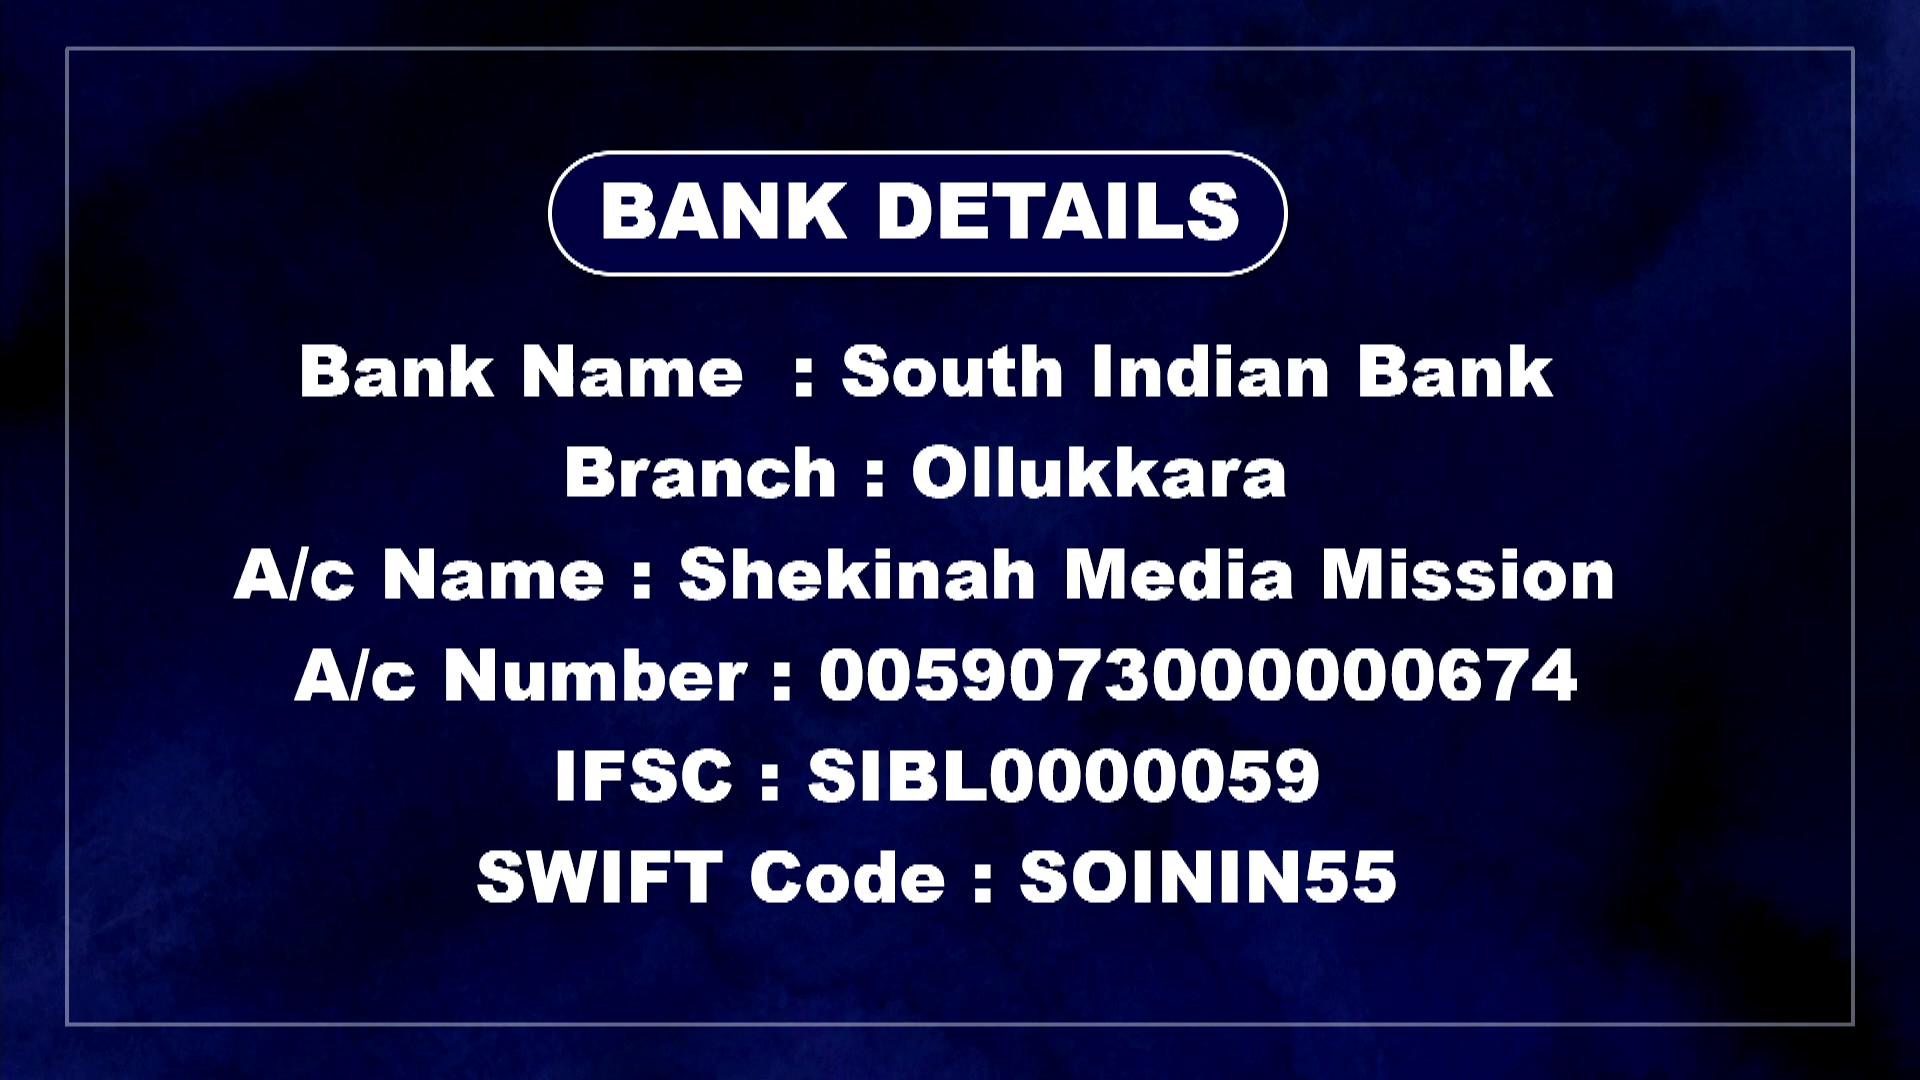 BANK DETAILS
Bank Name : South Indian Bank
Branch : Ollukkara
A/c Name : Shekinah Media Mission
A/c Number : 0059073000000674
IFSC : SIBL0000059
SWIFT Code : SOININ55